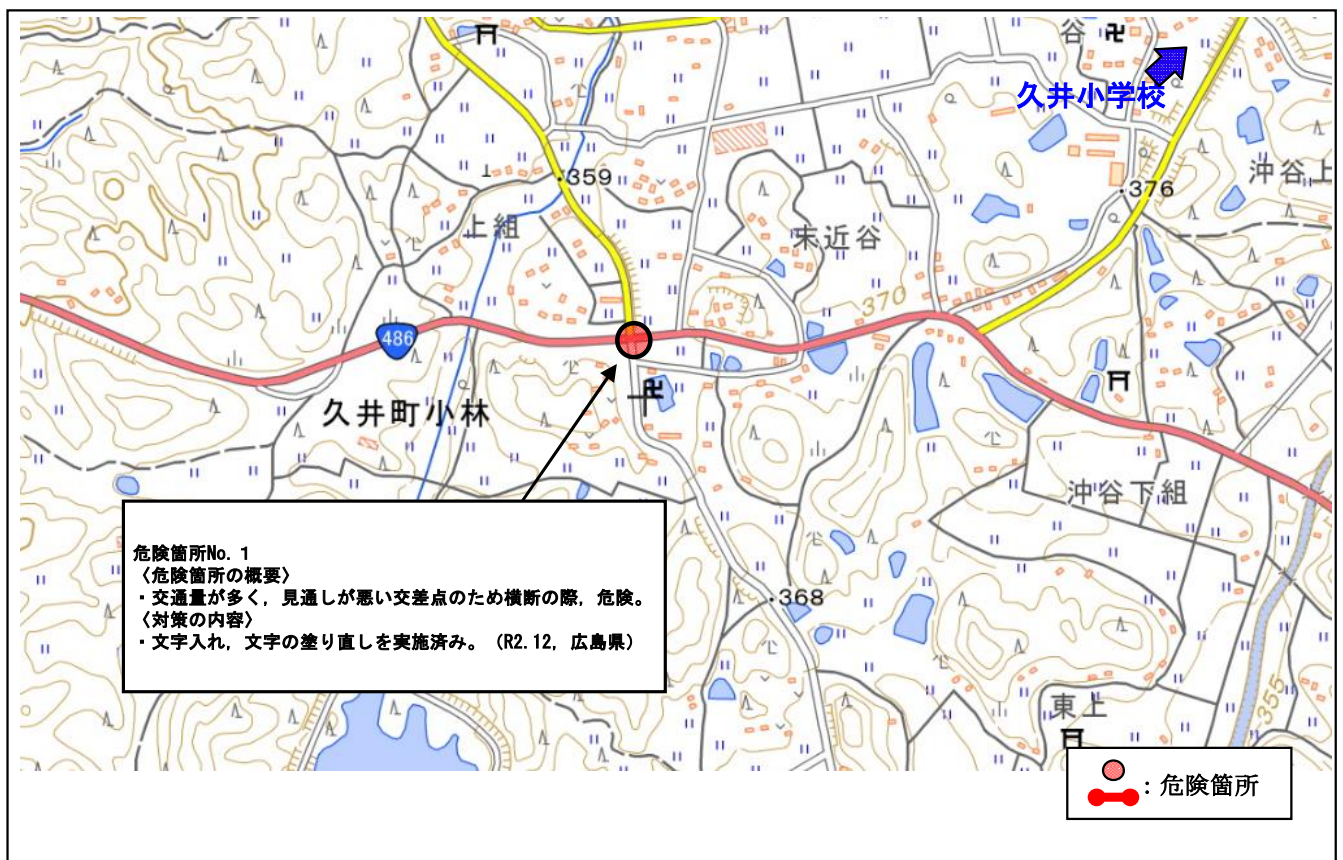 谷
久井小学校
359
沖谷上
376
上組
末近谷
370
486
久井町小林
沖谷下組
危険箇所No. 1
〈危険箇所の概要〉
・交通量が多く，見通しが悪い交差点のため横断の際，危険。
〈対策の内容〉
・文字入れ，文字の塗り直しを実施済み。（R2.12，広島県）
368
355
東上
：危険箇所